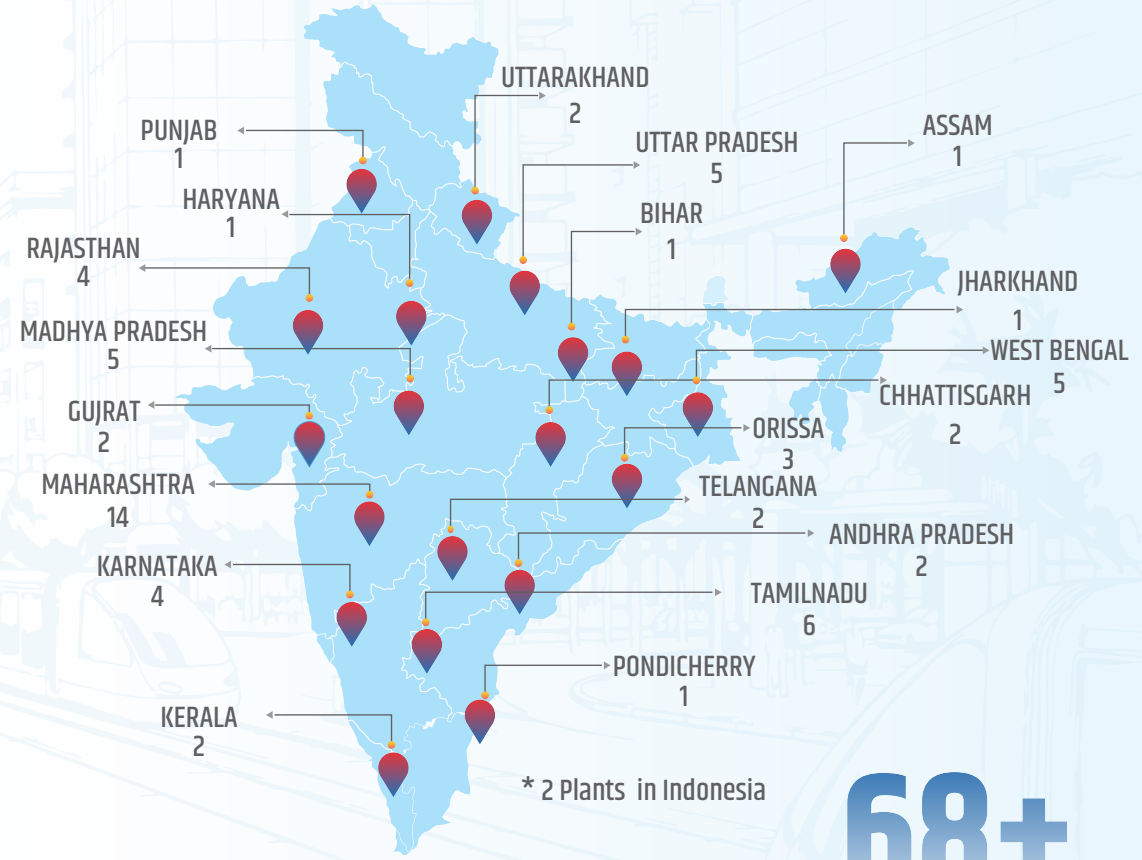 UTTARAKHAND
2
PUNJAB
1
ASSAM
1
UTTAR PRADESH
5
HARYANA
1
BIHAR
1
RAJASTHAN
4
JHARKHAND
1
MADHYA PRADESH
5
WEST BENGAL
5
CHHATTISGARH
2
GUJRAT
2
ORISSA
3
MAHARASHTRA
14
TELANGANA
2
ANDHRA PRADESH
2
KARNATAKA
4
TAMILNADU
6
PONDICHERRY
1
KERALA
2
* 2 Plants in Indonesia
68+